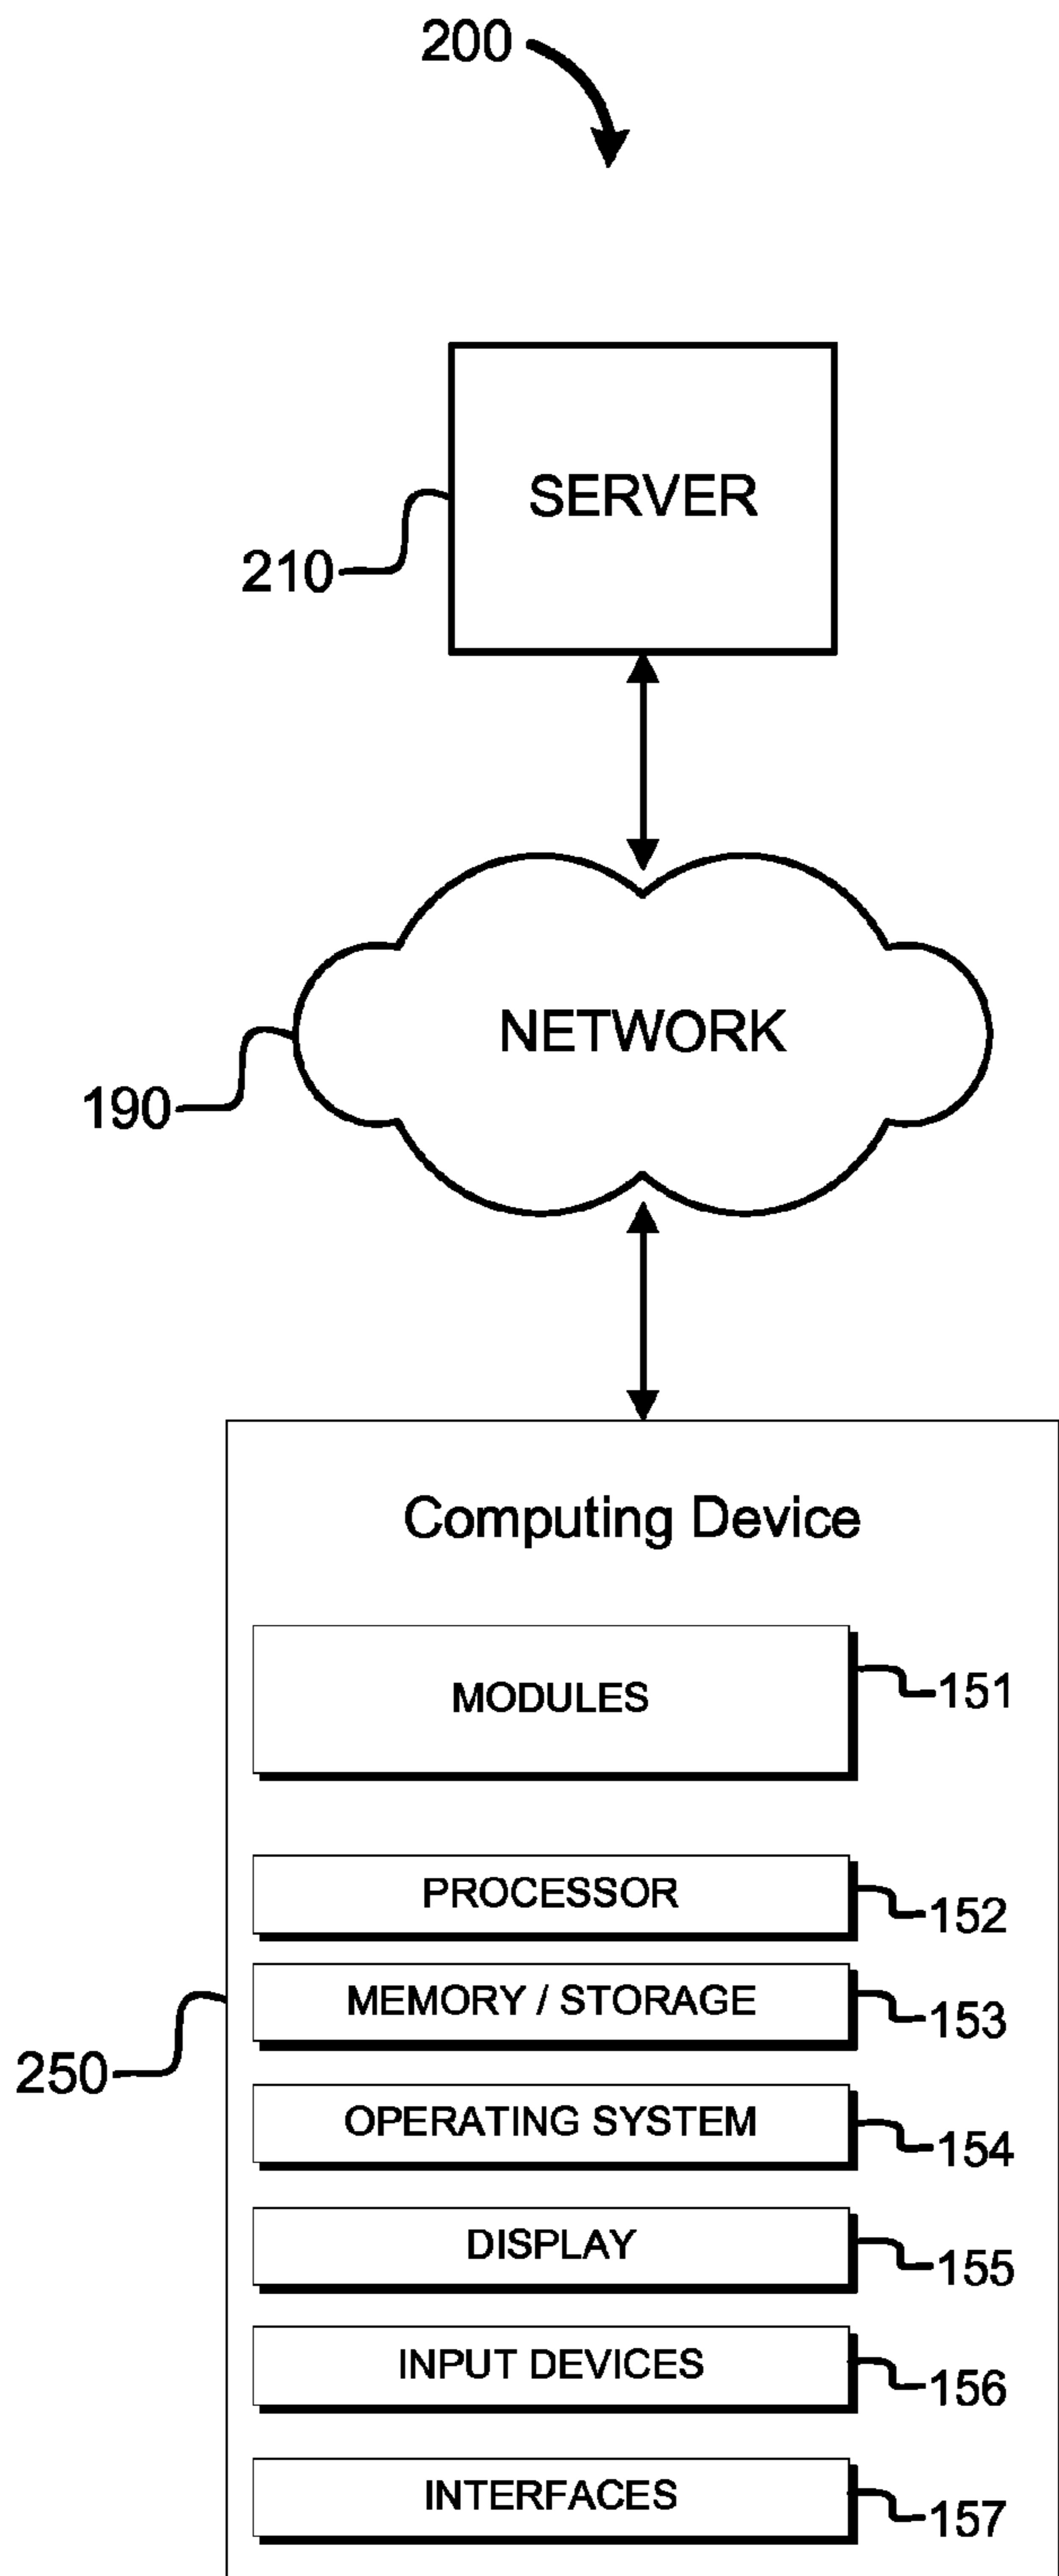 200
SERVER
210
NETWORK
190
Computing Device
MODULES
151
PROCESSOR
152
MEMORY / STORAGE
153
250
OPERATING SYSTEM
154
DISPLAY
155
INPUT DEVICES
156
INTERFACES
157